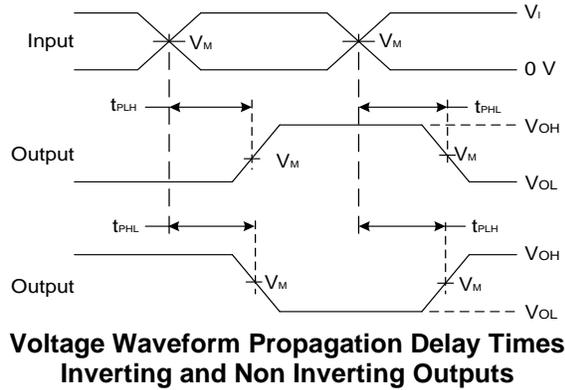 VI
Input
VM
VM
0 V
tPLH
tPHL
VOH
Output
VM
VM
VOL
tPHL
tPLH
VOH
Output
VM
VM
VOL
Voltage Waveform Propagation Delay Times
Inverting and Non Inverting Outputs